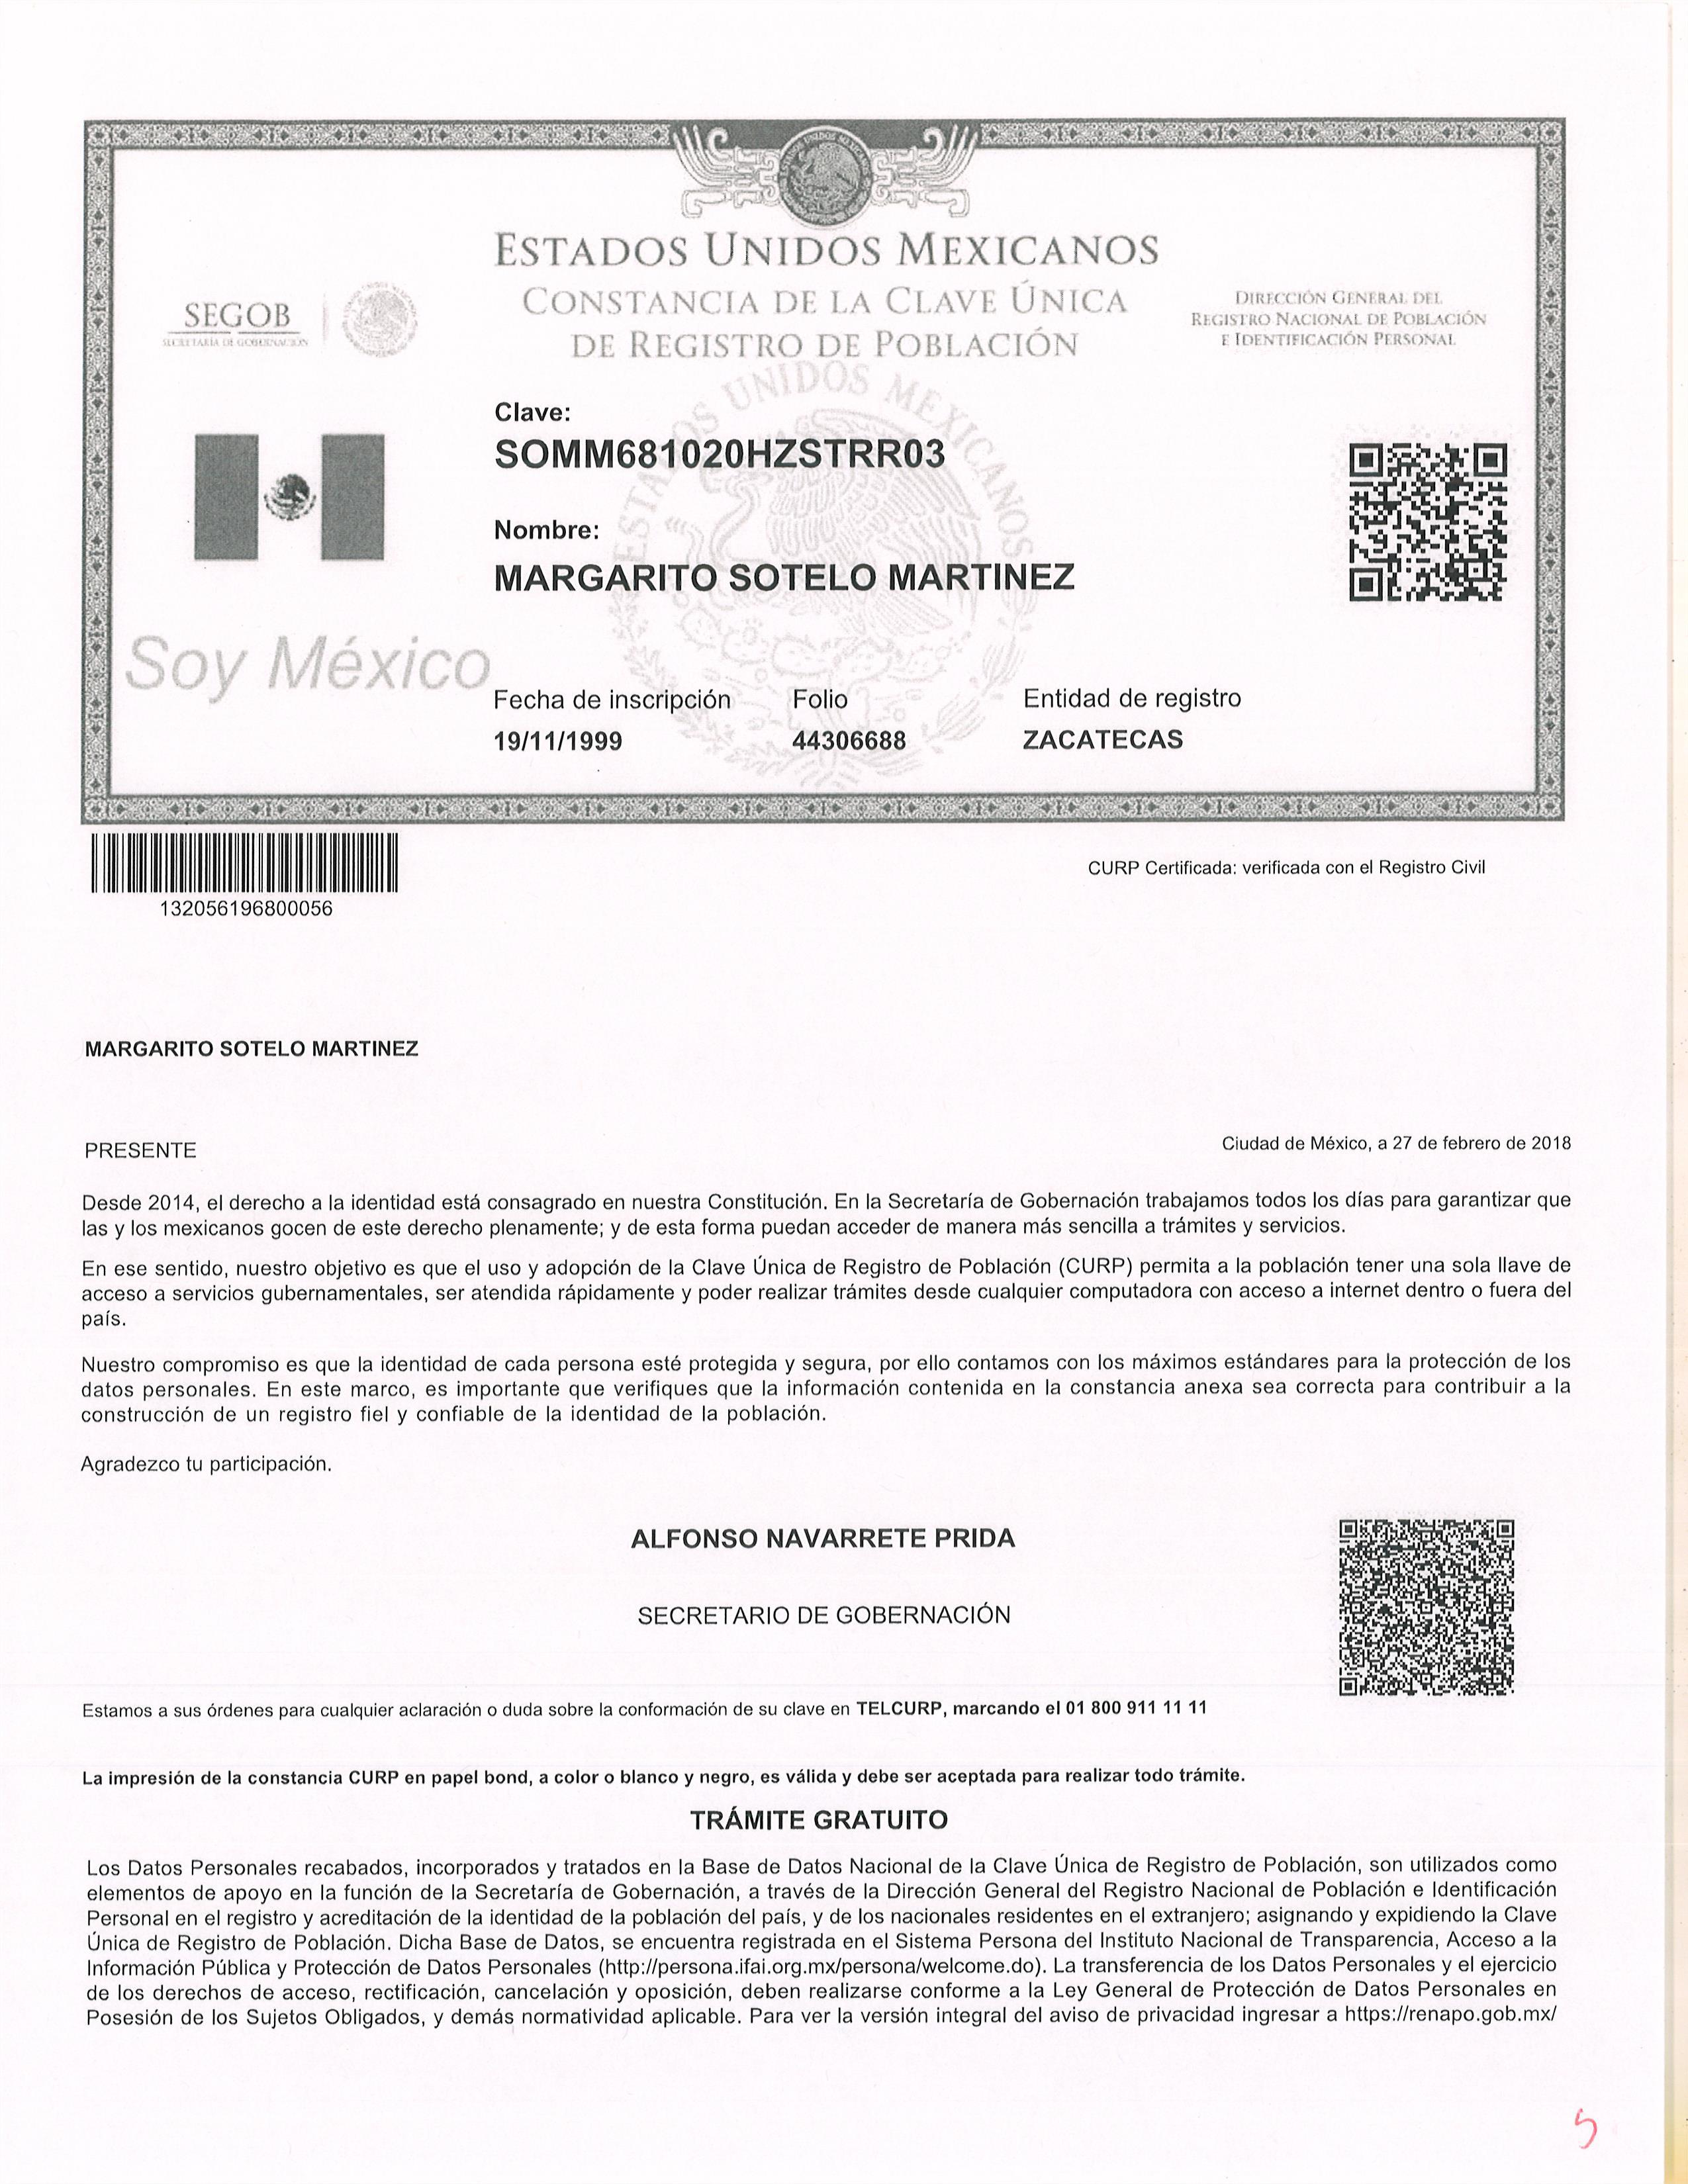 ESTADOS UNIDOS MEXICANOS
CONSTANCIA DE LA CLAVE ÚNICA
DE REGISTRO DE POBLACIÓN
SEGOB
SECRETARÍA DE GOBERNACIÓN
DIRECCIÓN GENERAL DEL
REGISTRO NACIONAL DE POBLACIÓN
E IDENTIFICACIÓN PERSONAL
ESTADOS UNIDOS MEXICANOS
Clave:
SOMM681020HZSTRR03
Nombre:
MARGARITO SOTELO MARTINEZ
Soy México
Fecha de inscripción Folio Entidad de registro
19/11/1999 44306688 ZACATECAS
132056196800056
CURP Certificada: verificada con el Registro Civil
MARGARITO SOTELO MARTINEZ
PRESENTE
Ciudad de México, a 27 de febrero de 2018
Desde 2014, el derecho a la identidad está consagrado en nuestra Constitución. En la Secretaría de Gobernación trabajamos todos los días para garantizar que
las y los mexicanos gocen de este derecho plenamente; y de esta forma puedan acceder de manera más sencilla a trámites y servicios.
En ese sentido, nuestro objetivo es que el uso y adopción de la Clave Única de Registro de Población (CURP) permita a la población tener una sola llave de
acceso a servicios gubernamentales, ser atendida rápidamente y poder realizar trámites desde cualquier computadora con acceso a internet dentro o fuera del
país.
Nuestro compromiso es que la identidad de cada persona esté protegida y segura, por ello contamos con los máximos estándares para la protección de los
datos personales. En este marco, es importante que verifiques que la información contenida en la constancia anexa sea correcta para contribuir a la
construcción de un registro fiel y confiable de la identidad de la población.
Agradezco tu participación.
ALFONSO NAVARRETE PRIDA
SECRETARIO DE GOBERNACIÓN
Estamos a sus órdenes para cualquier aclaración o duda sobre la conformación de su clave en TELCURP, marcando el 01 800 911 11 11
La impresión de la constancia CURP en papel bond, a color o blanco y negro, es válida y debe ser aceptada para realizar todo trámite.
TRÁMITE GRATUITO
Los Datos Personales recabados, incorporados y tratados en la Base de Datos Nacional de la Clave Única de Registro de Población, son utilizados como
elementos de apoyo en la función de la Secretaría de Gobernación, a través de la Dirección General del Registro Nacional de Población e Identificación
Personal en el registro y acreditación de la identidad de la población del país, y de los nacionales residentes en el extranjero; asignando y expidiendo la Clave
Única de Registro de Población. Dicha Base de Datos, se encuentra registrada en el Sistema Persona del Instituto Nacional de Transparencia, Acceso a la
Información Pública y Protección de Datos Personales (http://persona.ifai.org.mx/persona/welcome.do). La transferencia de los Datos Personales y el ejercicio
de los derechos de acceso, rectificación, cancelación y oposición, deben realizarse conforme a la Ley General de Protección de Datos Personales en
Posesión de los Sujetos Obligados, y demás normatividad aplicable. Para ver la versión integral del aviso de privacidad ingresar a https://renapo.gob.mx/
5